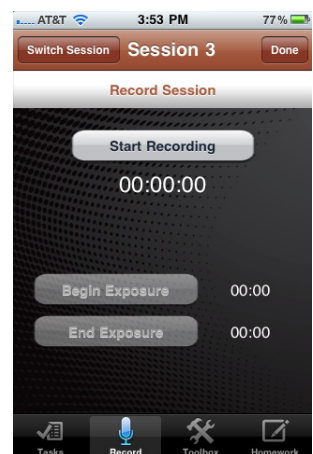 AT&T 3:53 PM 77%
Switch Session Session 3 Done
Record Session
Start Recording
00:00:00
Begin Exposure 00:00
End Exposure 00:00
Tasks Record Toolbox Homework